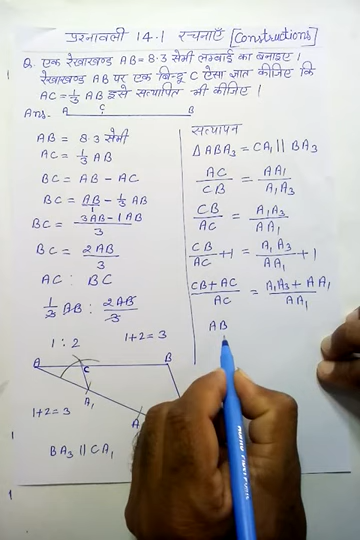 प्रश्नावली 14.1 रचनाएँ [Constructions]
Q. एक रेखाखण्ड AB = 8.3 सेमी लम्बाई का बनाइए।
रेखाखण्ड AB पर एक बिन्दू C ऐसा ज्ञात कीजिए कि
AC = 1/3 AB इसे सत्यापित भी कीजिए।
Ans. A C B
AB = 8.3 सेमी
AC = 1/3 AB
BC = AB - AC
BC = AB/1 - 1/3 AB
BC = 3AB - 1AB / 3
BC = 2AB / 3
AC : BC
1/3 AB : 2AB/3
1 : 2 1+2=3
A C B
A₁
1+2=3
BA₃ || CA₁
सत्यापन
△ABA₃ = CA₁ || BA₃
AC/CB = AA₁/A₁A₃
CB/AC = A₁A₃/AA₁
CB/AC + 1 = A₁A₃/AA₁ + 1
CB + AC / AC = A₁A₃ + AA₁ / AA₁
AB